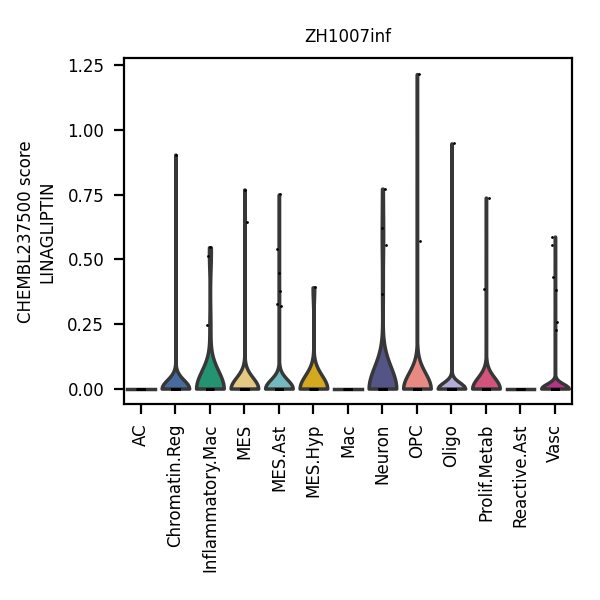 ZH1007inf
CHEMBL237500 score
LINAGLIPTIN
1.25
1.00
0.75
0.50
0.25
0.00
AC
Chromatin.Reg
Inflammatory.Mac
MES
MES.Ast
MES.Hyp
Mac
Neuron
OPC
Oligo
Prolif.Metab
Reactive.Ast
Vasc